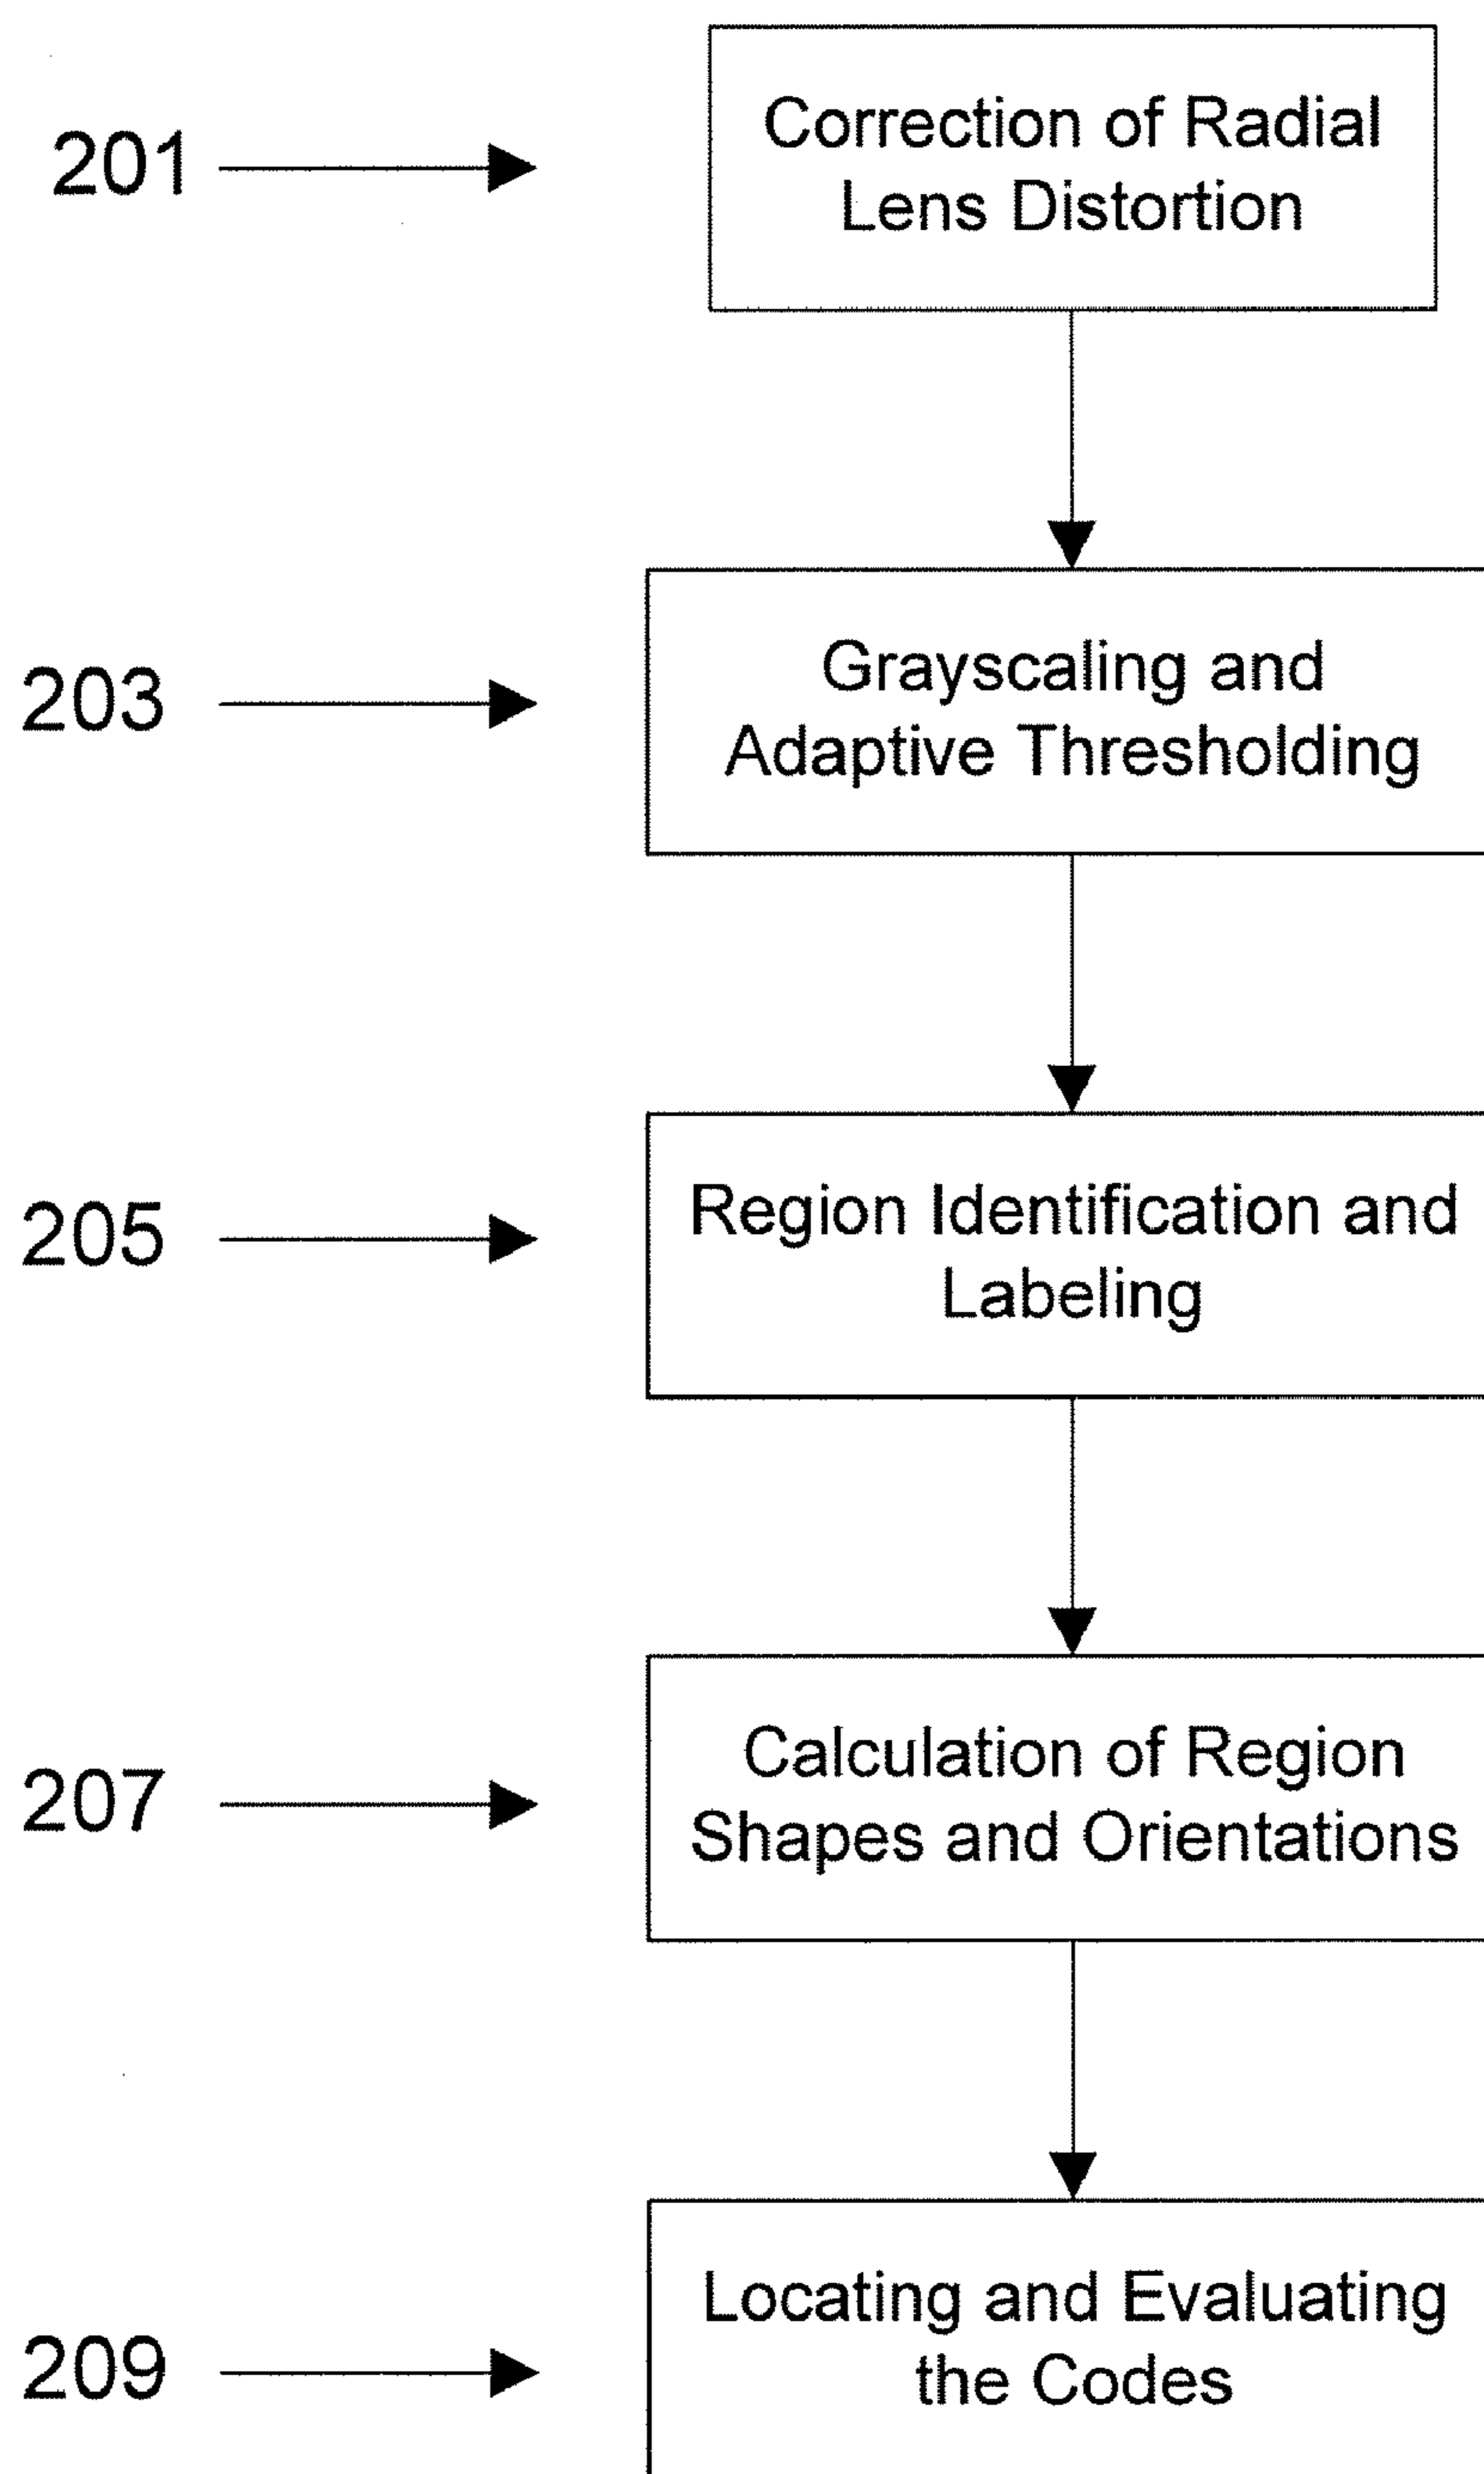 201
Correction of Radial
Lens Distortion
203
Grayscaling and
Adaptive Thresholding
205
Region Identification and
Labeling
207
Calculation of Region
Shapes and Orientations
209
Locating and Evaluating
the Codes